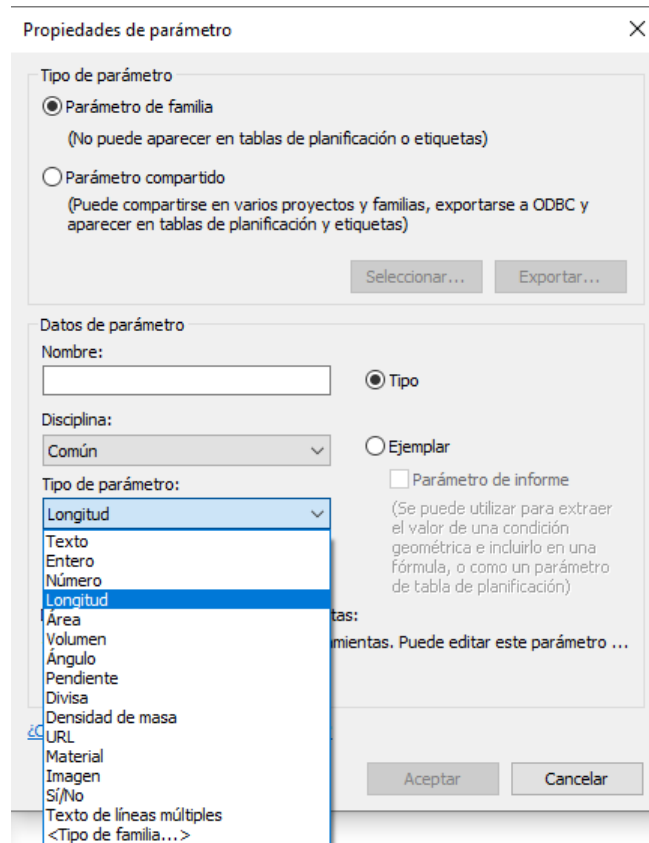 Propiedades de parámetro
Tipo de parámetro
Parámetro de familia
(No puede aparecer en tablas de planificación o etiquetas)
Parámetro compartido
(Puede compartirse en varios proyectos y familias, exportarse a ODBC y
aparecer en tablas de planificación y etiquetas)
Seleccionar...
Exportar...
Datos de parámetro
Nombre:
Tipo
Disciplina:
Común
Ejemplar
Parámetro de informe
(Se puede utilizar para extraer
el valor de una condición
geométrica e incluirlo en una
fórmula, o como un parámetro
de tabla de planificación)
Tipo de parámetro:
Longitud
Texto
Entero
Número
Longitud
Área
Volumen
Ángulo
Pendiente
Divisa
Densidad de masa
URL
Material
Imagen
Sí/No
Texto de líneas múltiples
<Tipo de familia...>
tas:
mientas. Puede editar este parámetro ...
Aceptar
Cancelar